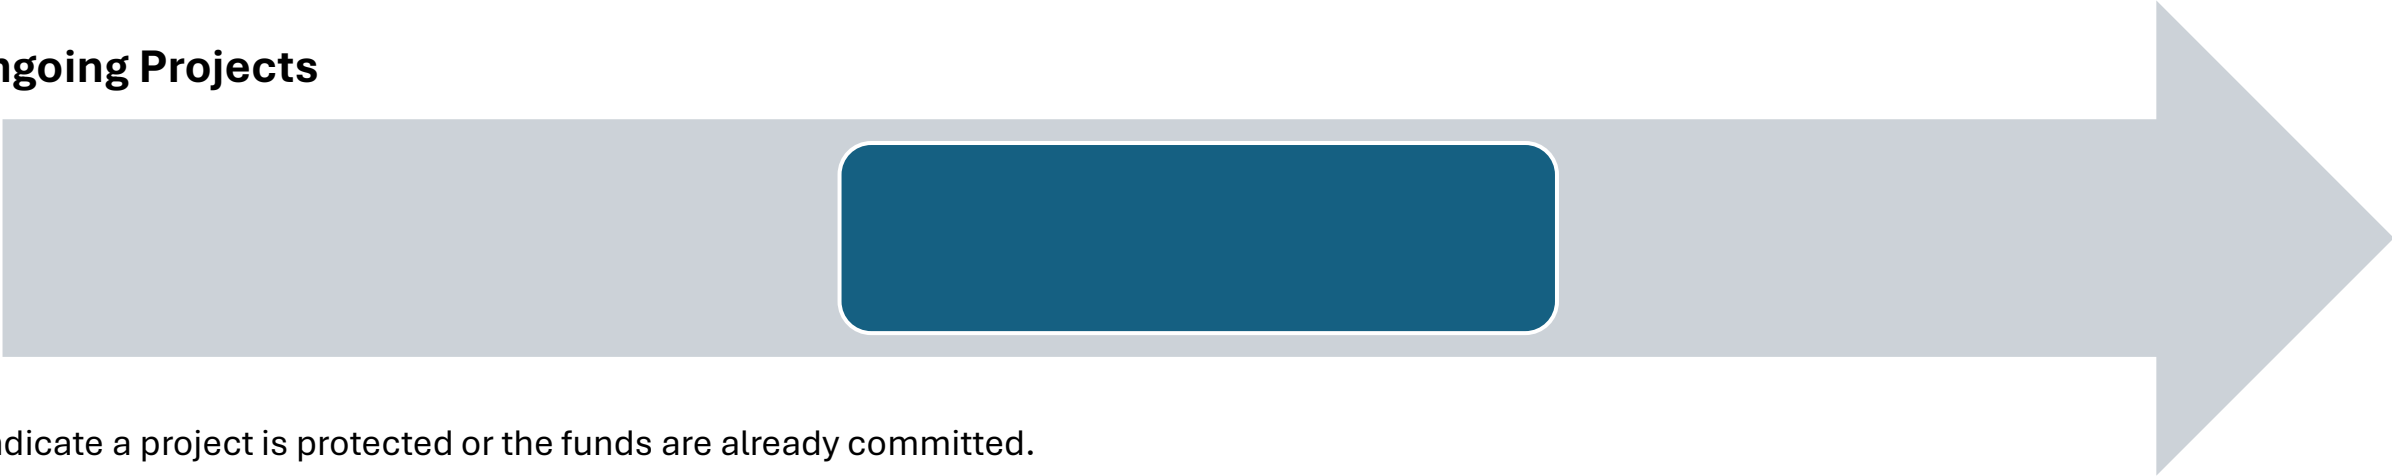 ngoing Projects
dicate a project is protected or the funds are already committed.